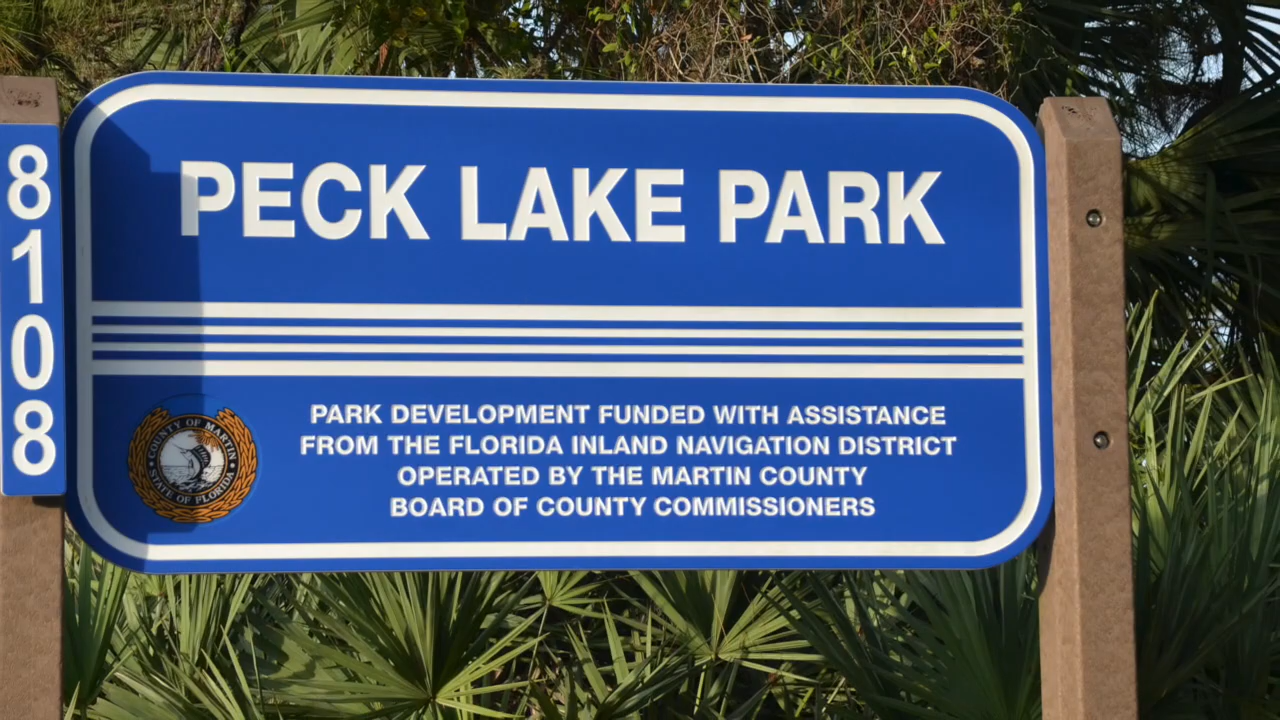 8108
PECK LAKE PARK
PARK DEVELOPMENT FUNDED WITH ASSISTANCE
FROM THE FLORIDA INLAND NAVIGATION DISTRICT
OPERATED BY THE MARTIN COUNTY
BOARD OF COUNTY COMMISSIONERS
COUNTY OF MARTIN
STATE OF FLORIDA